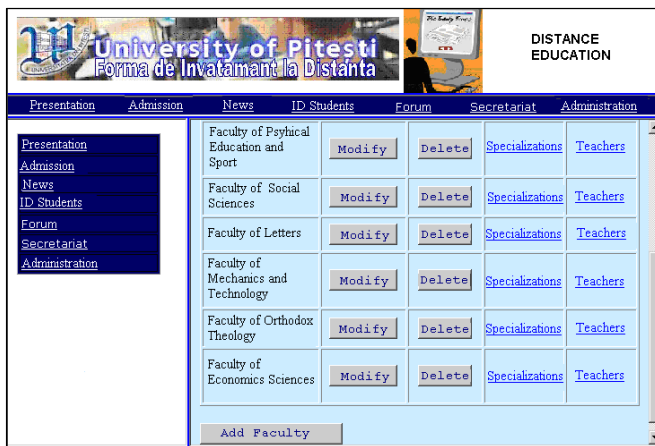 University of Pitesti
Forma de Invatamant la Distanta
DISTANCE
EDUCATION
Presentation Admission News ID Students Forum Secretariat Administration
Presentation
Admission
News
ID Students
Forum
Secretariat
Administration
Faculty of Psyhical
Education and
Sport
Modify Delete Specializations Teachers
Faculty of Social
Sciences
Modify Delete Specializations Teachers
Faculty of Letters Modify Delete Specializations Teachers
Faculty of
Mechanics and
Technology
Modify Delete Specializations Teachers
Faculty of Orthodox
Theology
Modify Delete Specializations Teachers
Faculty of
Economics Sciences
Modify Delete Specializations Teachers
Add Faculty